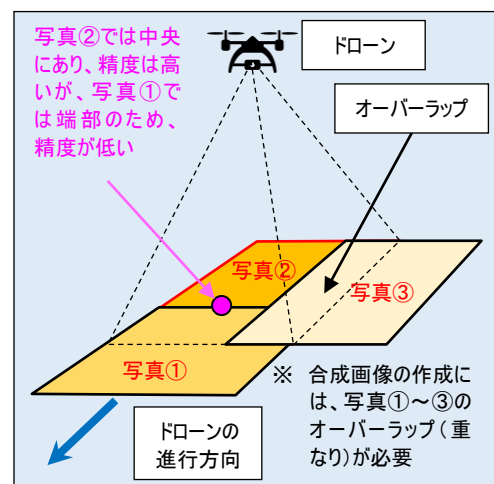 写真②では中央
にあり、精度は高
いが、写真①で
は端部のため、
精度が低い
ドローン
オーバーラップ
写真②
写真③
写真①
ドローンの
進行方向
※ 合成画像の作成に
は、写真①～③の
オーバーラップ(重
なり)が必要